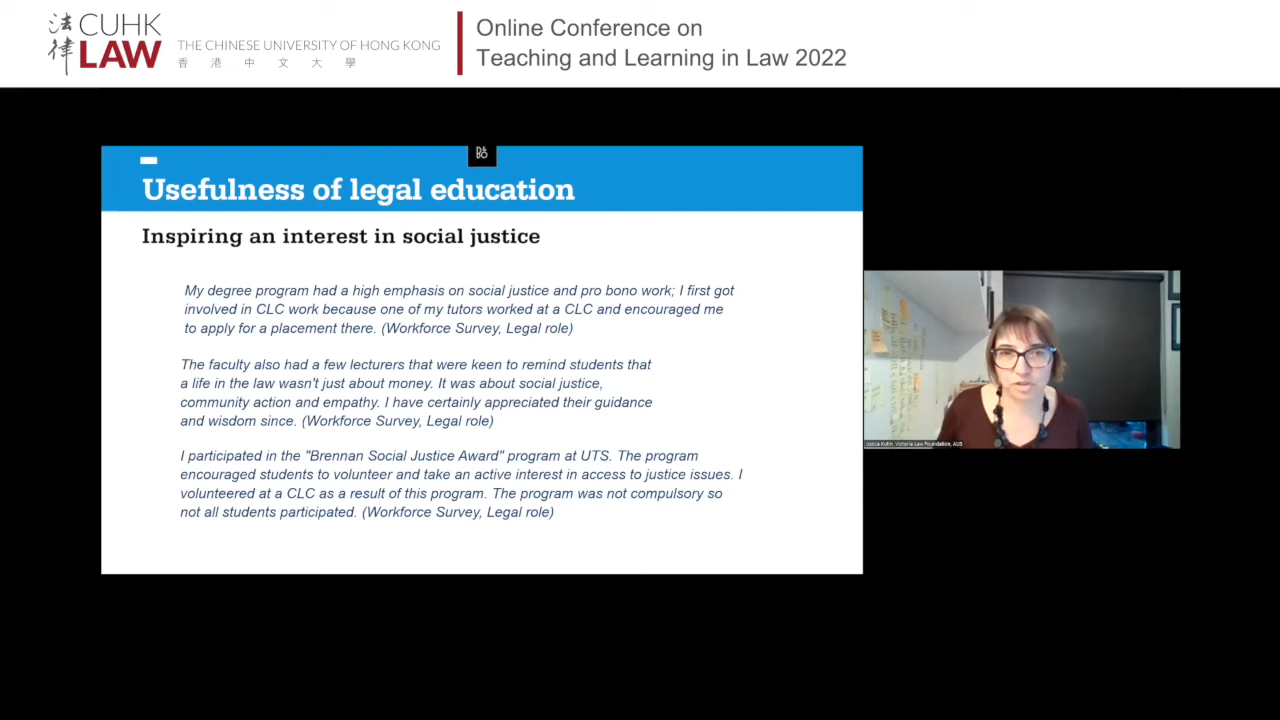 法律
CUHK
LAW
THE CHINESE UNIVERSITY OF HONG KONG
香港中文大學
Online Conference on
Teaching and Learning in Law 2022
Usefulness of legal education
Inspiring an interest in social justice
My degree program had a high emphasis on social justice and pro bono work; I first got
involved in CLC work because one of my tutors worked at a CLC and encouraged me
to apply for a placement there. (Workforce Survey, Legal role)
The faculty also had a few lecturers that were keen to remind students that
a life in the law wasn't just about money. It was about social justice,
community action and empathy. I have certainly appreciated their guidance
and wisdom since. (Workforce Survey, Legal role)
I participated in the "Brennan Social Justice Award" program at UTS. The program
encouraged students to volunteer and take an active interest in access to justice issues. I
volunteered at a CLC as a result of this program. The program was not compulsory so
not all students participated. (Workforce Survey, Legal role)
Kutin, Victoria Law Foundation, AUS